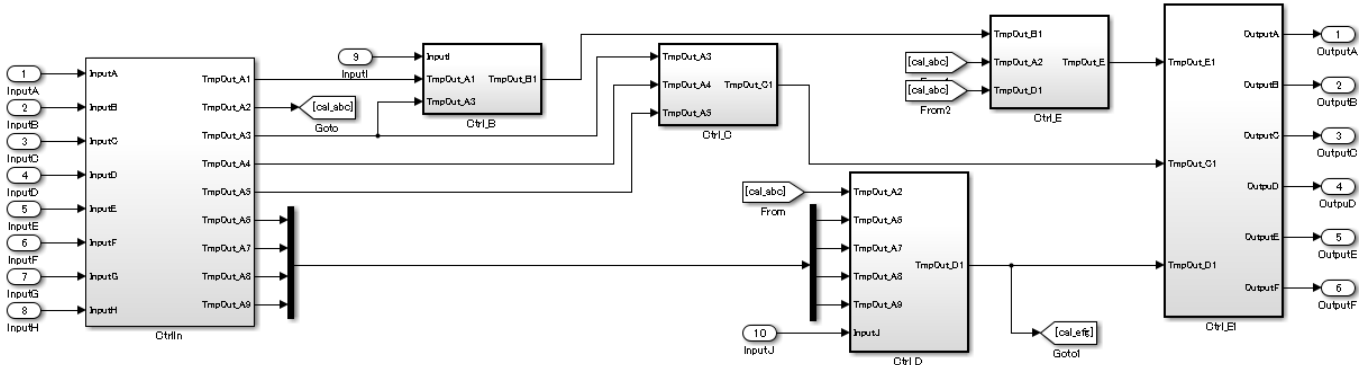 1
InputA
2
InputB
3
InputC
4
InputD
5
InputE
6
InputF
7
InputG
8
InputH
InputA
InputB
InputC
InputD
InputE
InputF
InputG
InputH
TmpOut_A1
TmpOut_A2
TmpOut_A3
TmpOut_A4
TmpOut_A5
TmpOut_A6
TmpOut_A7
TmpOut_A8
TmpOut_A9
CtrlIn
[cal_abc]
Goto
9
InputI
InputI
TmpOut_A1
TmpOut_A3
TmpOut_B1
Ctrl_B
TmpOut_A3
TmpOut_A4
TmpOut_A5
TmpOut_C1
Ctrl_C
[cal_abc]
From
10
InputJ
TmpOut_A2
TmpOut_A6
TmpOut_A7
TmpOut_A8
TmpOut_A9
InputJ
TmpOut_D1
Ctrl_D
[cal_abc]
[cal_abc]
From2
TmpOut_B1
TmpOut_A2
TmpOut_D1
TmpOut_E
Ctrl_E
[cal_efg]
Goto1
TmpOut_E1
TmpOut_C1
TmpOut_D1
OutputA
OutputB
OutputC
OutpuD
OutputE
OutputF
Ctrl_E1
1
OutputA
2
OutputB
3
OutputC
4
OutpuD
5
OutputE
6
OutputF